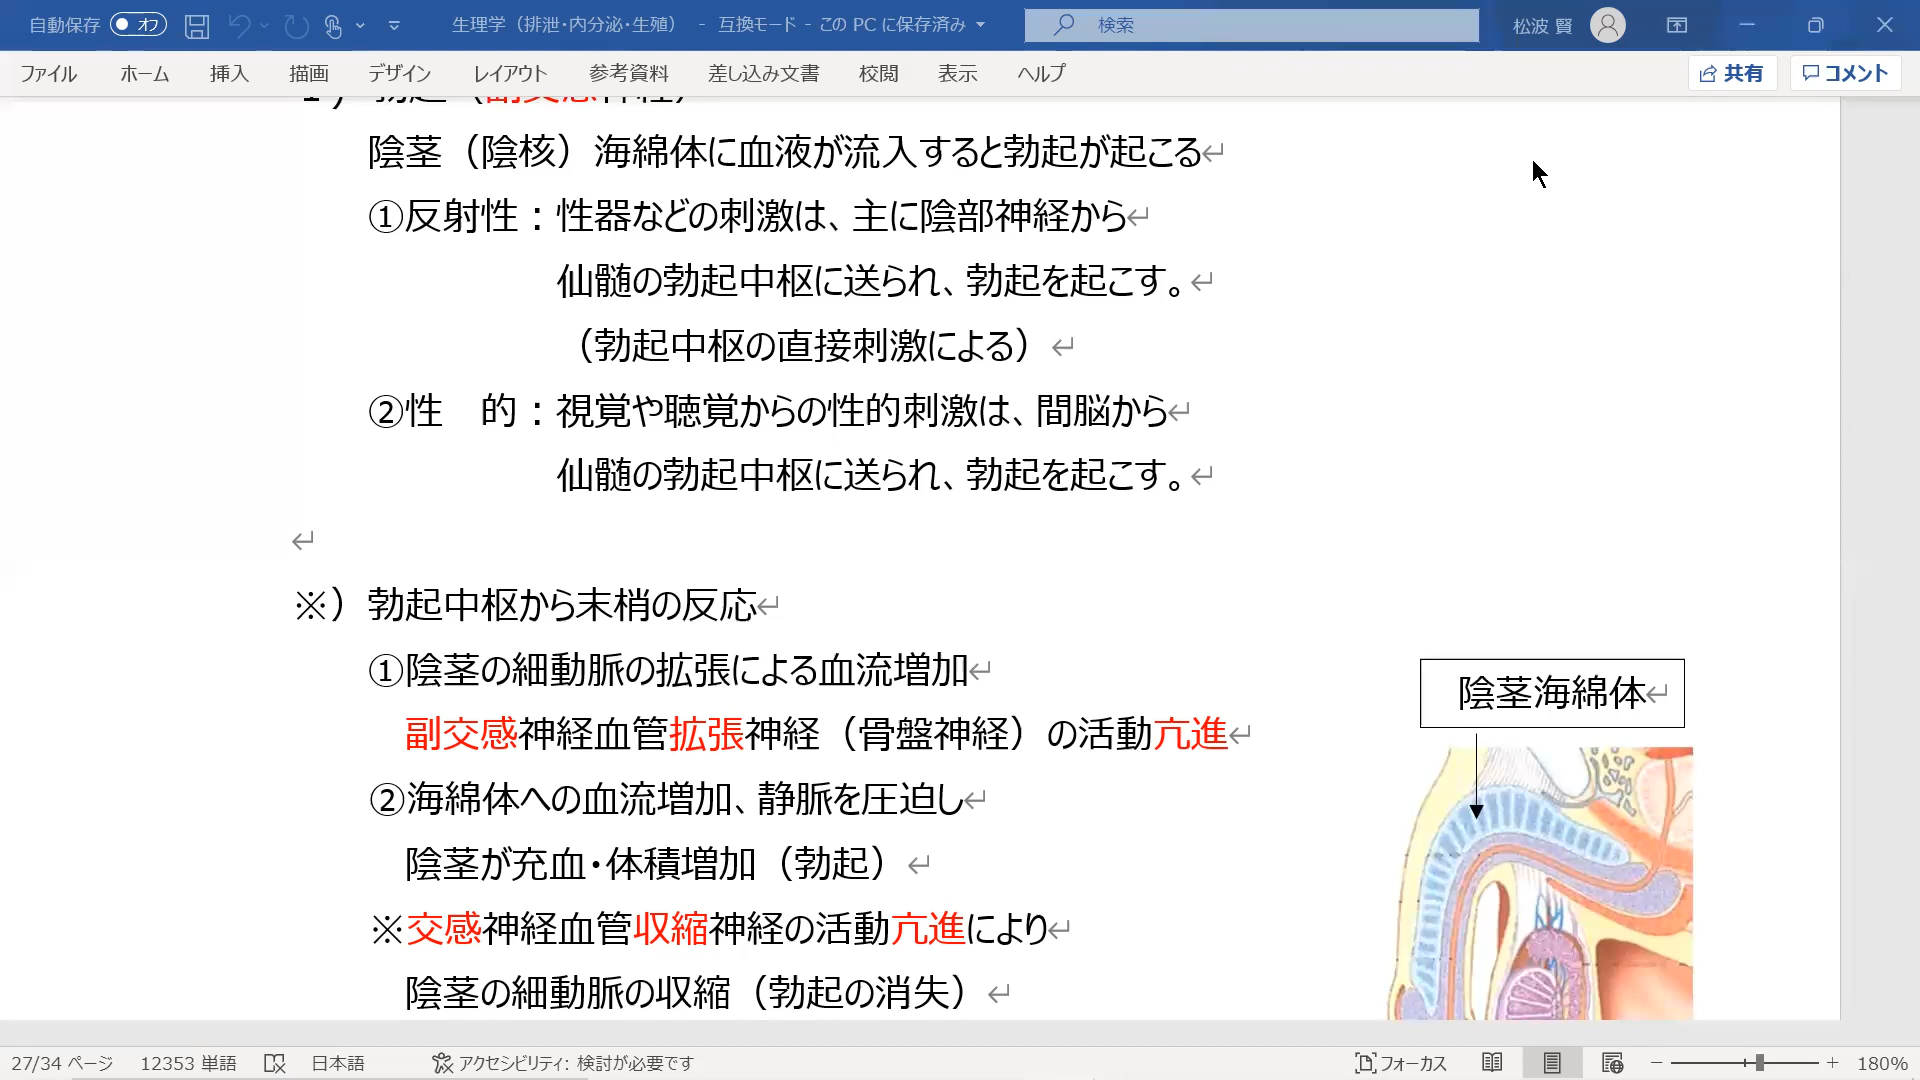 自動保存 オフ 生理学（排泄・内分泌・生殖） - 互換モード - この PC に保存済み 検索 松波 賢
ファイル ホーム 挿入 描画 デザイン レイアウト 参考資料 差し込み文書 校閲 表示 ヘルプ 共有 コメント
1）勃起（副交感神経）
陰茎（陰核）海綿体に血液が流入すると勃起が起こる↵
①反射性：性器などの刺激は、主に陰部神経から↵
仙髄の勃起中枢に送られ、勃起を起こす。↵
（勃起中枢の直接刺激による）↵
②性　的：視覚や聴覚からの性的刺激は、間脳から↵
仙髄の勃起中枢に送られ、勃起を起こす。↵
↵
※）勃起中枢から末梢の反応↵
①陰茎の細動脈の拡張による血流増加↵
副交感神経血管拡張神経（骨盤神経）の活動亢進↵
②海綿体への血流増加、静脈を圧迫し↵
陰茎が充血・体積増加（勃起）↵
※交感神経血管収縮神経の活動亢進により↵
陰茎の細動脈の収縮（勃起の消失）↵
陰茎海綿体↵
27/34 ページ 12353 単語 日本語 アクセシビリティ: 検討が必要です フォーカス 180%